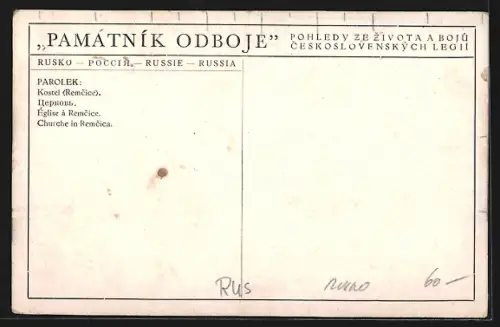 „PAMÁTNÍK ODBOJE”
POHLEDY ZE ŽIVOTA A BOJŮ
ČESKOSLOVENSKÝCH LEGIÍ
RUSKO — РОССІЯ — RUSSIE — RUSSIA
PAROLEK:
Kostel (Remčice).
Церковь.
Église à Remčice.
Churche in Remčica.
RUS
60—